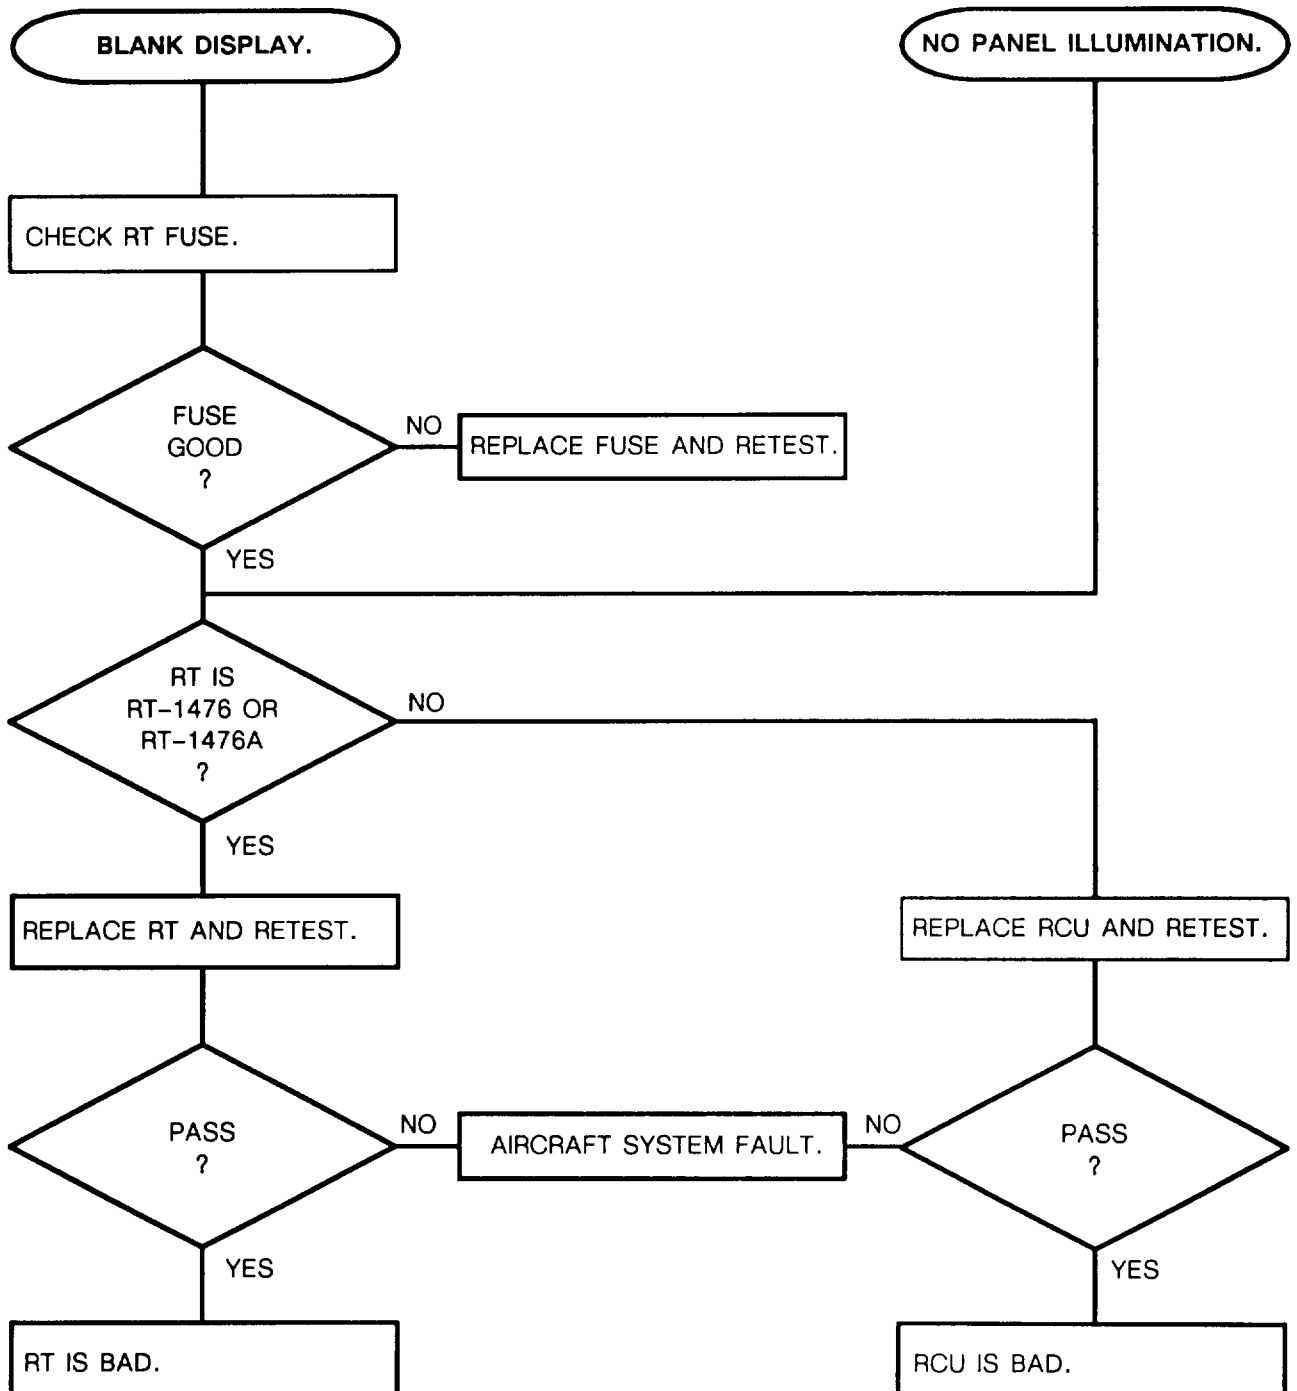 BLANK DISPLAY.
NO PANEL ILLUMINATION.
CHECK RT FUSE.
FUSE
GOOD
?
NO
REPLACE FUSE AND RETEST.
YES
RT IS
RT-1476 OR
RT-1476A
?
NO
YES
REPLACE RT AND RETEST.
REPLACE RCU AND RETEST.
PASS
?
NO
AIRCRAFT SYSTEM FAULT.
NO
PASS
?
YES
YES
RT IS BAD.
RCU IS BAD.